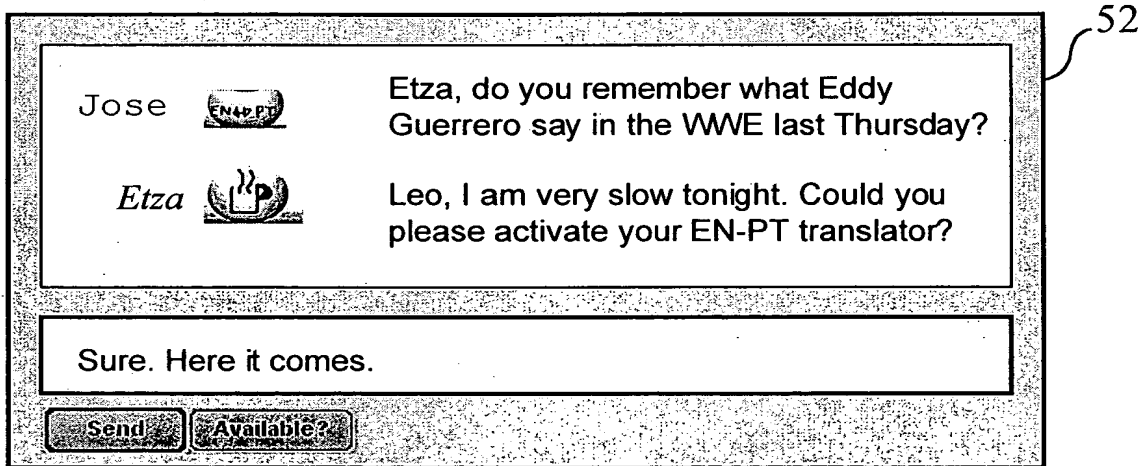 52
Jose EN↔PT Etza, do you remember what Eddy
Guerrero say in the WWE last Thursday?
Etza Leo, I am very slow tonight. Could you
please activate your EN-PT translator?
Sure. Here it comes.
Send Available?